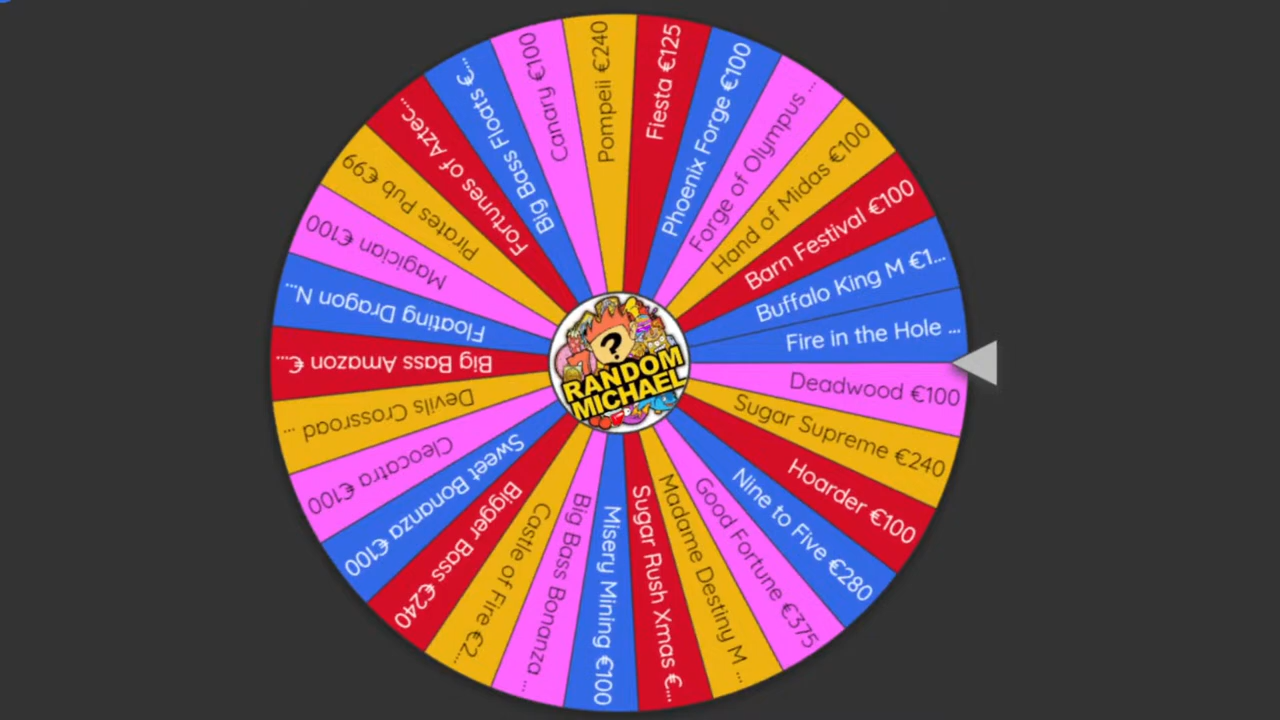 Pompeii €240
Fiesta €125
Phoenix Forge €100
Forge of Olympus ...
Hand of Midas €100
Barn Festival €100
Buffalo King M €1...
Fire in the Hole ...
Deadwood €100
Sugar Supreme €240
Hoarder €100
Nine to Five €280
Good Fortune €375
Madame Destiny M ...
Sugar Rush Xmas €...
Misery Mining €100
Big Bass Bonanza ...
Castle of Fire €2...
Bigger Bass €240
Sweet Bonanza €100
Cleocatra €100
Devils Crossroad ...
Big Bass Amazon €...
Floating Dragon N...
Magician €100
Pirates Pub €99
Fortunes of Aztec...
Big Bass Floats €...
Canary €100
?
7
RANDOM
MICHAEL